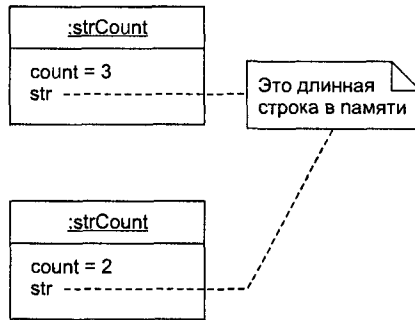 :strCount
count = 3
str
Это длинная
строка в памяти
:strCount
count = 2
str